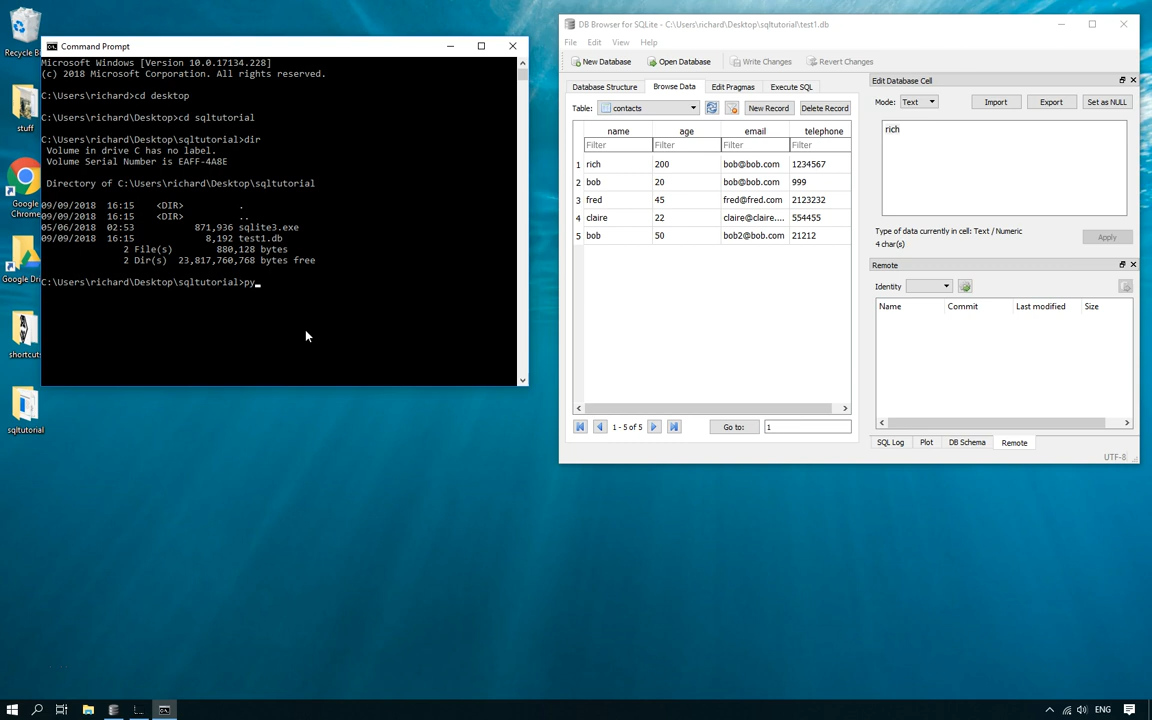 Recycle Bi
stuff
Google
Chrome
Google Dri
shortcuts
sqltutorial
Command Prompt
Microsoft Windows [Version 10.0.17134.228]
(c) 2018 Microsoft Corporation. All rights reserved.
C:\Users\richard>cd desktop
C:\Users\richard\Desktop>cd sqltutorial
C:\Users\richard\Desktop\sqltutorial>dir
Volume in drive C has no label.
Volume Serial Number is EAFF-4A8E
Directory of C:\Users\richard\Desktop\sqltutorial
09/09/2018  16:15    <DIR>          .
09/09/2018  16:15    <DIR>          ..
05/06/2018  02:53           871,936 sqlite3.exe
09/09/2018  16:15             8,192 test1.db
2 File(s)        880,128 bytes
2 Dir(s)  23,817,760,768 bytes free
C:\Users\richard\Desktop\sqltutorial>py_
DB Browser for SQLite - C:\Users\richard\Desktop\sqltutorial\test1.db
File Edit View Help
New Database Open Database Write Changes Revert Changes
Database Structure Browse Data Edit Pragmas Execute SQL
Table: contacts New Record Delete Record
name age email telephone
Filter Filter Filter Filter
1 rich 200 bob@bob.com 1234567
2 bob 20 bob@bob.com 999
3 fred 45 fred@fred.com 2123232
4 claire 22 claire@claire.... 554455
5 bob 50 bob2@bob.com 21212
1 - 5 of 5 Go to: 1
Edit Database Cell
Mode: Text Import Export Set as NULL
rich
Type of data currently in cell: Text / Numeric
4 char(s)
Apply
Remote
Identity
Name Commit Last modified Size
SQL Log Plot DB Schema Remote
UTF-8
ENG